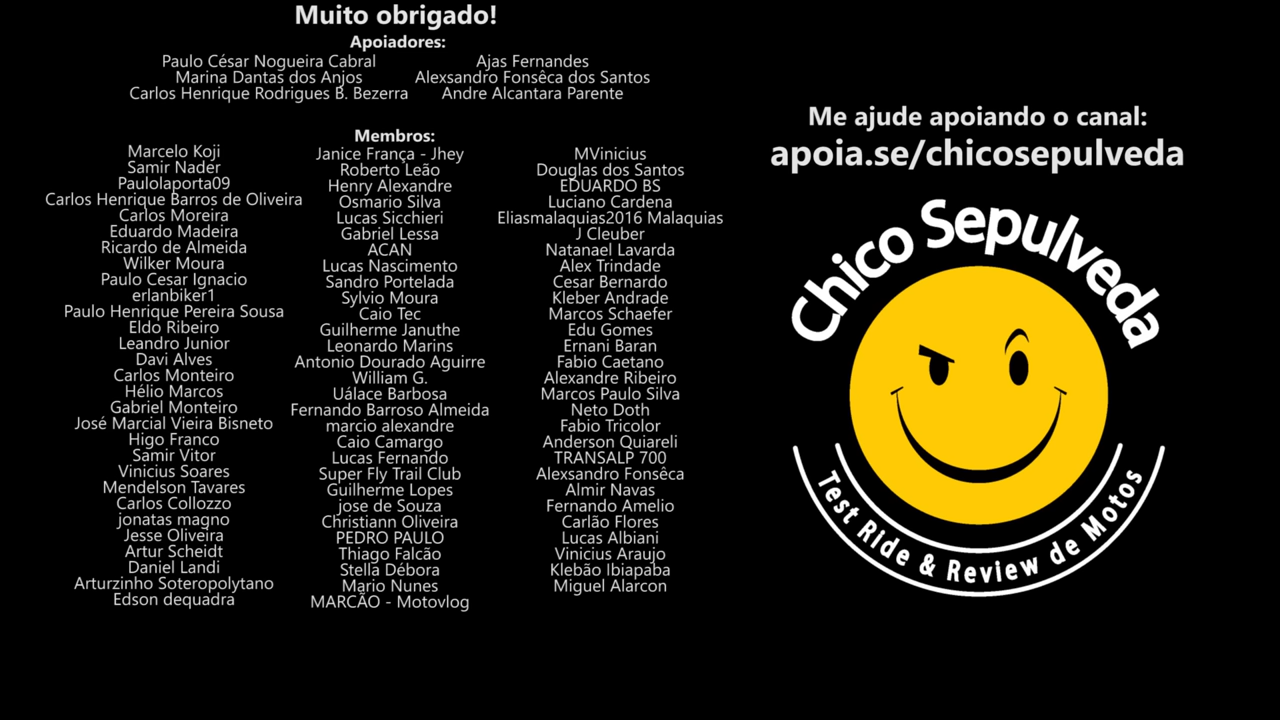 Muito obrigado!
Apoiadores:
Paulo César Nogueira Cabral
Marina Dantas dos Anjos
Carlos Henrique Rodrigues B. Bezerra
Ajas Fernandes
Alexsandro Fonsêca dos Santos
Andre Alcantara Parente
Membros:
Marcelo Koji
Samir Nader
Paulolaporta09
Carlos Henrique Barros de Oliveira
Carlos Moreira
Eduardo Madeira
Ricardo de Almeida
Wilker Moura
Paulo Cesar Ignacio
erlanbiker1
Paulo Henrique Pereira Sousa
Eldo Ribeiro
Leandro Junior
Davi Alves
Carlos Monteiro
Hélio Marcos
Gabriel Monteiro
José Marcial Vieira Bisneto
Higo Franco
Samir Vitor
Vinicius Soares
Mendelson Tavares
Carlos Collozzo
jonatas magno
Jesse Oliveira
Artur Scheidt
Daniel Landi
Arturzinho Soteropolytano
Edson dequadra
Janice França - Jhey
Roberto Leão
Henry Alexandre
Osmario Silva
Lucas Sicchieri
Gabriel Lessa
ACAN
Lucas Nascimento
Sandro Portelada
Sylvio Moura
Caio Tec
Guilherme Januthe
Leonardo Marins
Antonio Dourado Aguirre
William G.
Uálace Barbosa
Fernando Barroso Almeida
marcio alexandre
Caio Camargo
Lucas Fernando
Super Fly Trail Club
Guilherme Lopes
jose de Souza
Christiann Oliveira
PEDRO PAULO
Thiago Falcão
Stella Débora
Mario Nunes
MARCÃO - Motovlog
MVinicius
Douglas dos Santos
EDUARDO BS
Luciano Cardena
Eliasmalaquias2016 Malaquias
J Cleuber
Natanael Lavarda
Alex Trindade
Cesar Bernardo
Kleber Andrade
Marcos Schaefer
Edu Gomes
Ernani Baran
Fabio Caetano
Alexandre Ribeiro
Marcos Paulo Silva
Neto Doth
Fabio Tricolor
Anderson Quiareli
TRANSALP 700
Alexsandro Fonsêca
Almir Navas
Fernando Amelio
Carlão Flores
Lucas Albiani
Vinicius Araujo
Klebão Ibiapaba
Miguel Alarcon
Me ajude apoiando o canal:
apoia.se/chicosepulveda
Chico Sepulveda
Test Ride & Review de Motos